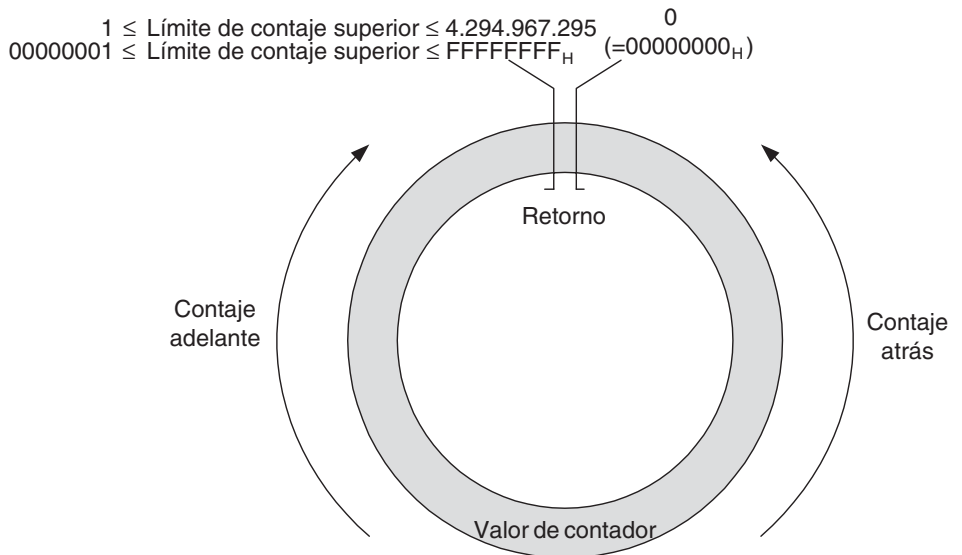 1 ≤ Límite de contaje superior ≤ 4.294.967.295
00000001 ≤ Límite de contaje superior ≤ FFFFFFFFH
0
(=00000000H)
Retorno
Contaje
adelante
Contaje
atrás
Valor de contador